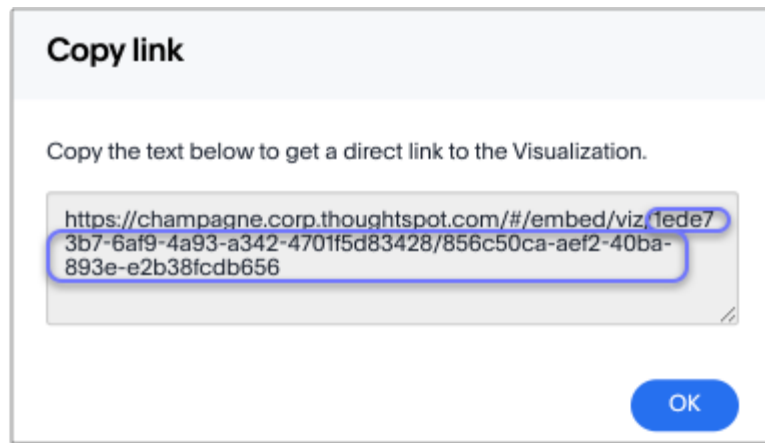 Copy link
Copy the text below to get a direct link to the Visualization.
https://champagne.corp.thoughtspot.com/#/embed/viz/1ede7
3b7-6af9-4a93-a342-4701f5d83428/856c50ca-aef2-40ba-
893e-e2b38fcdb656
OK